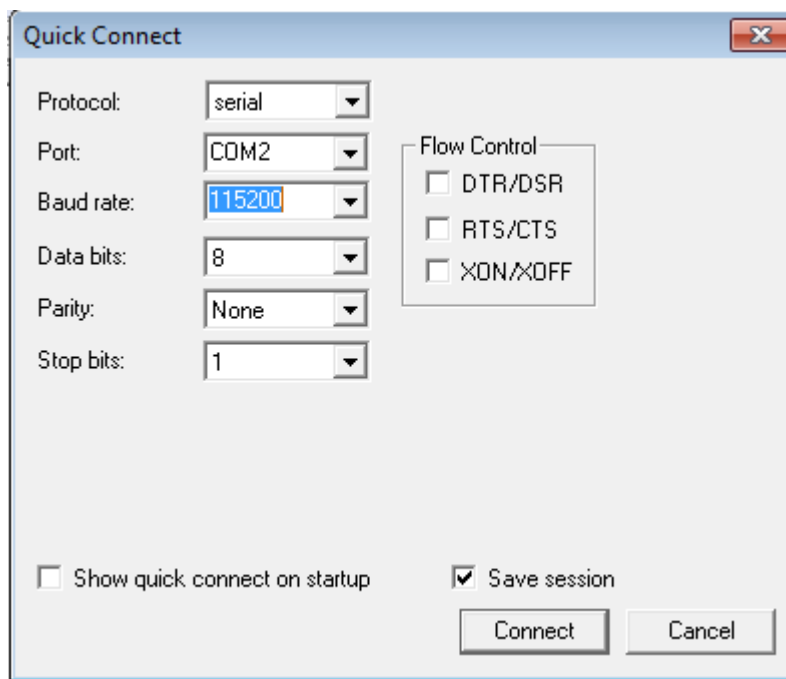 Quick Connect
Protocol: serial
Port: COM2
Baud rate: 115200
Data bits: 8
Parity: None
Stop bits: 1
Flow Control
DTR/DSR
RTS/CTS
XON/XOFF
Show quick connect on startup
Save session
Connect
Cancel